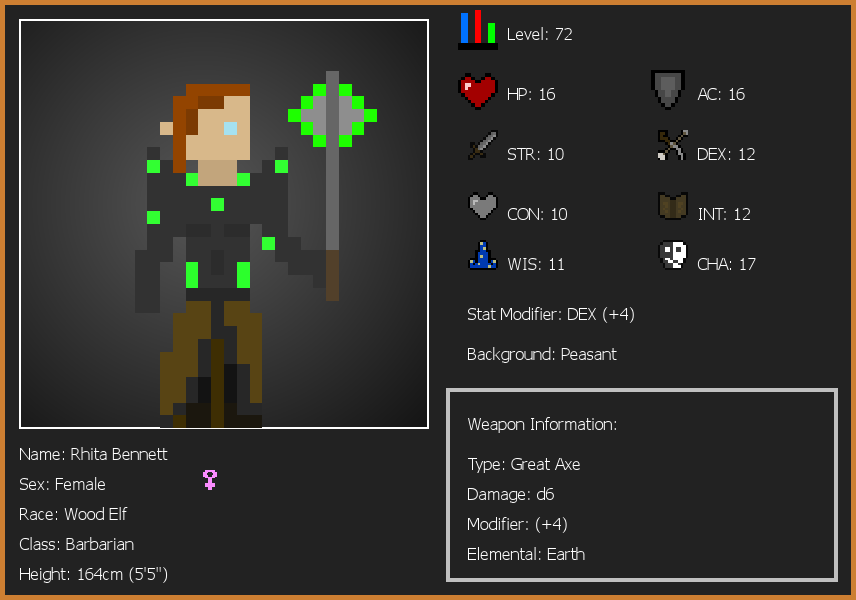 Level: 72
HP: 16
AC: 16
STR: 10
DEX: 12
CON: 10
INT: 12
WIS: 11
CHA: 17
Stat Modifier: DEX (+4)
Background: Peasant
Weapon Information:
Type: Great Axe
Damage: d6
Modifier: (+4)
Elemental: Earth
Name: Rhita Bennett
Sex: Female
Race: Wood Elf
Class: Barbarian
Height: 164cm (5'5")